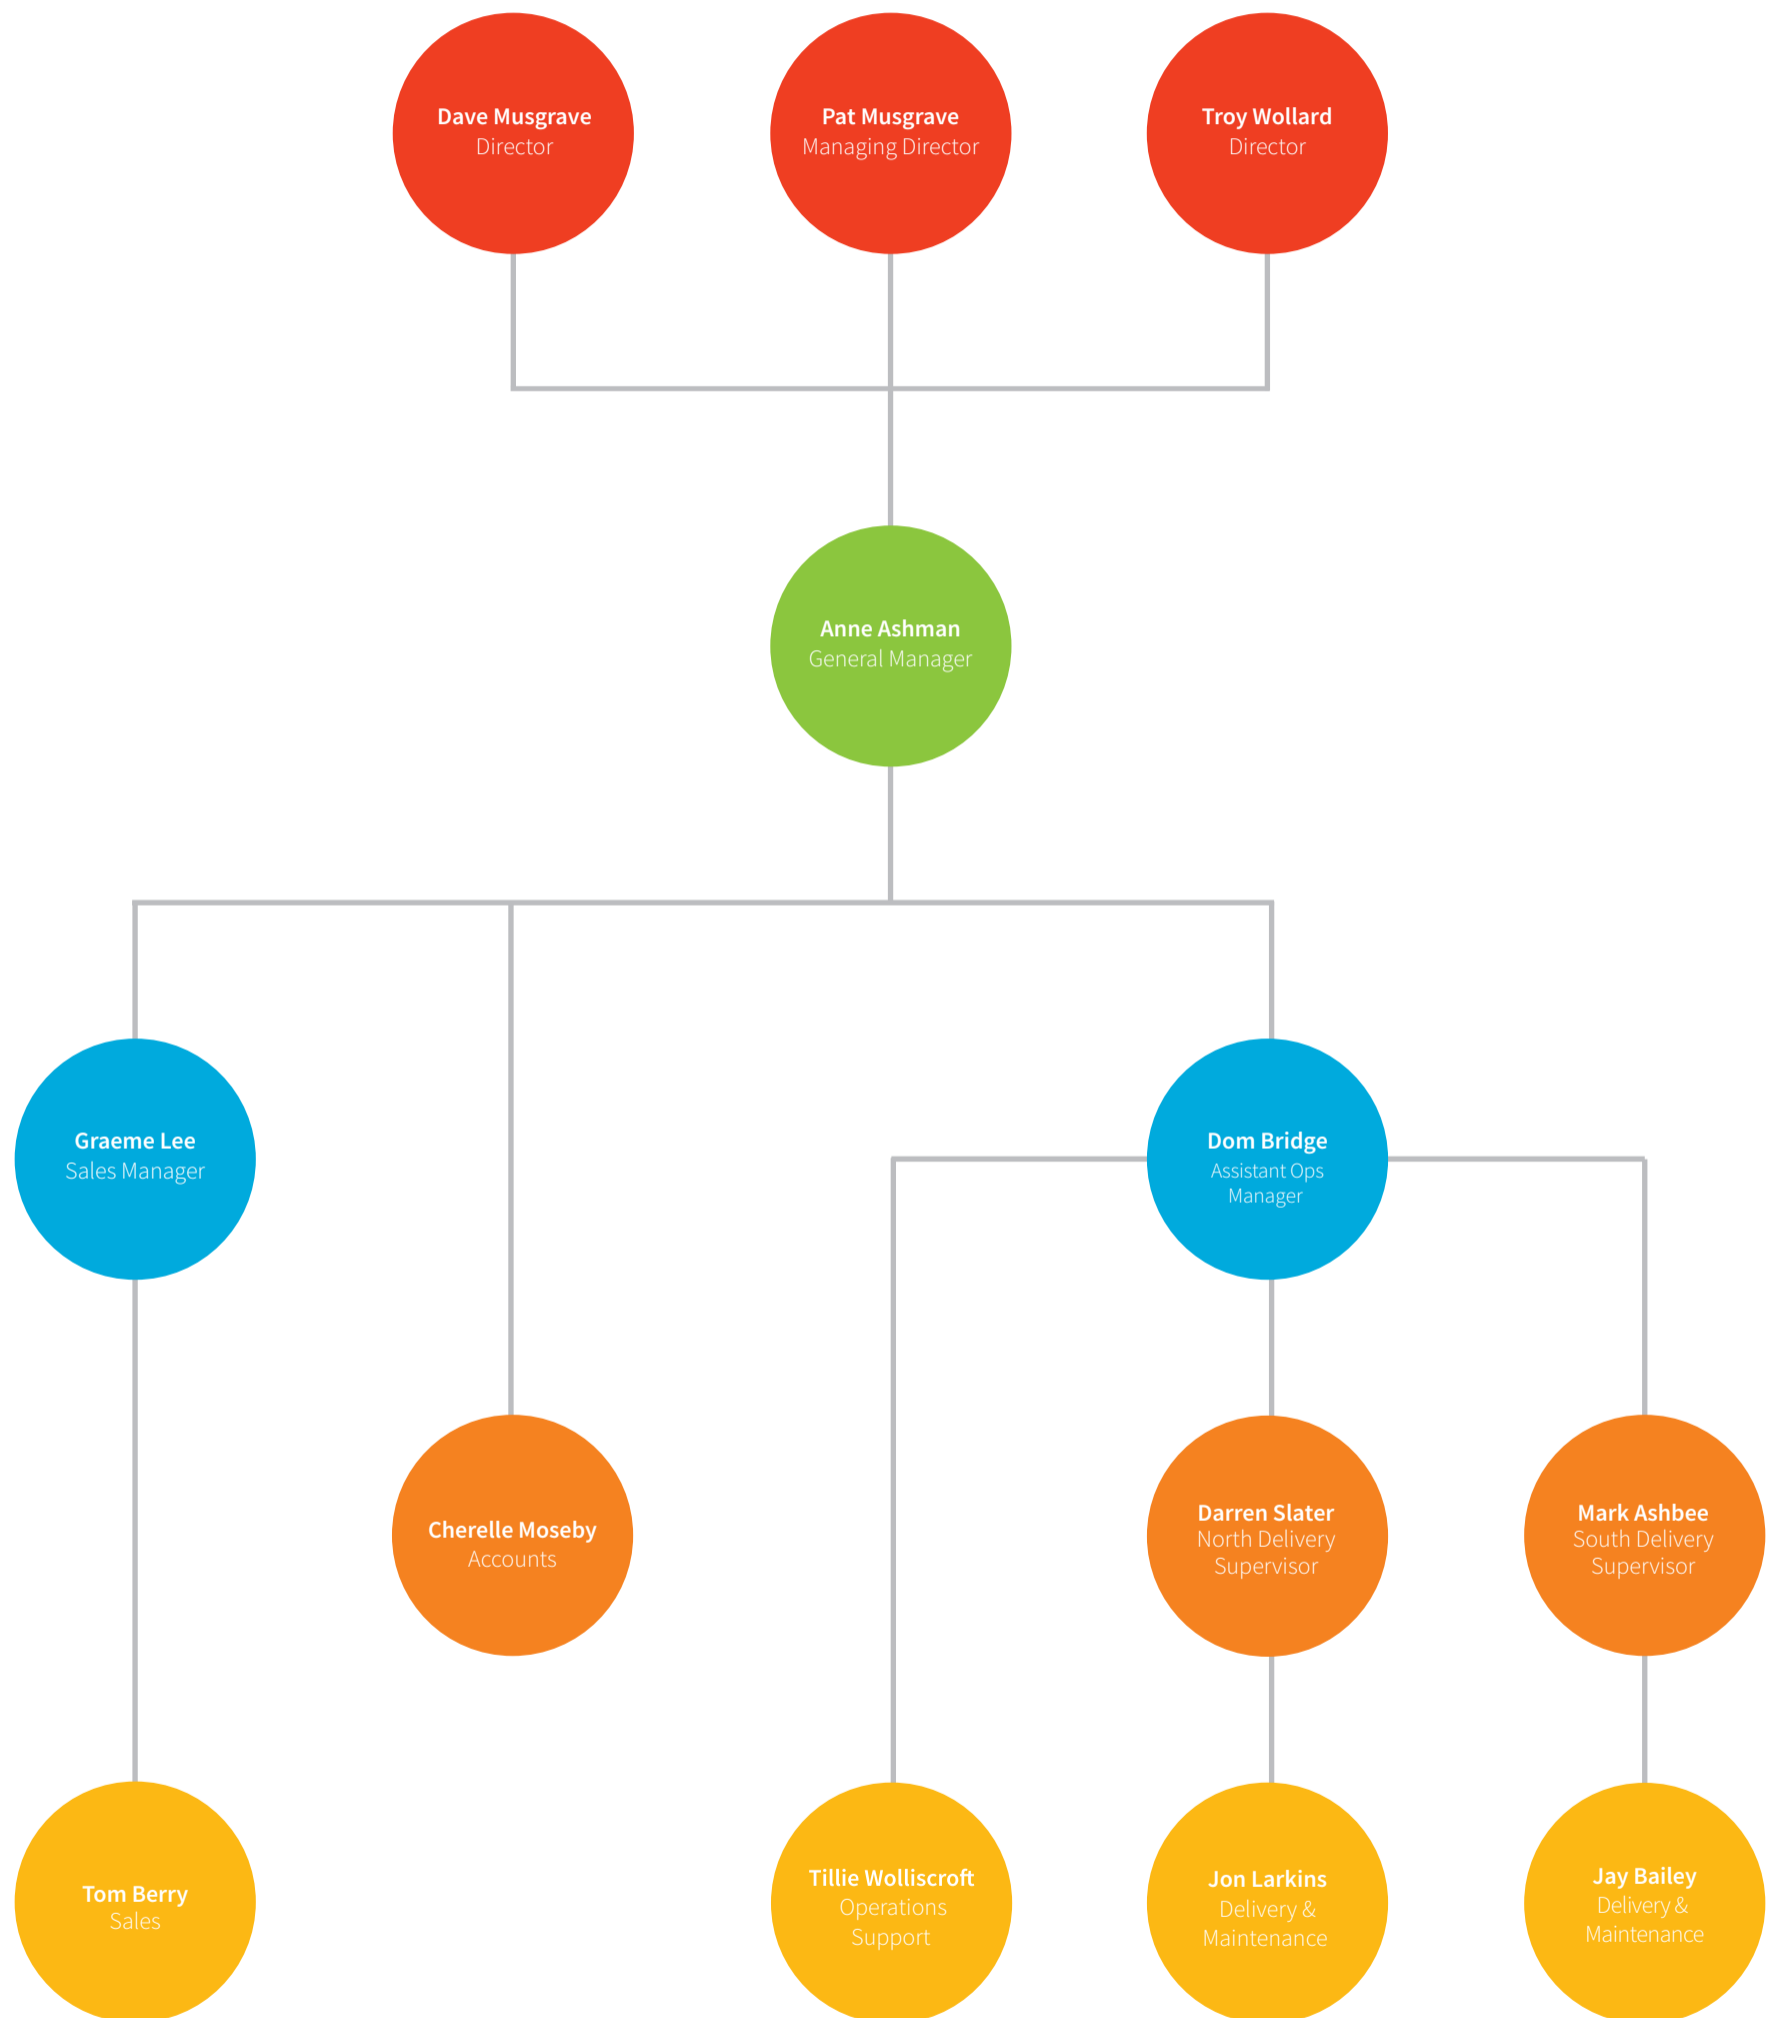 Dave Musgrave
Director
Pat Musgrave
Managing Director
Troy Wollard
Director
Anne Ashman
General Manager
Graeme Lee
Sales Manager
Dom Bridge
Assistant Ops
Manager
Cherelle Moseby
Accounts
Darren Slater
North Delivery
Supervisor
Mark Ashbee
South Delivery
Supervisor
Tom Berry
Sales
Tillie Wolliscroft
Operations
Support
Jon Larkins
Delivery &
Maintenance
Jay Bailey
Delivery &
Maintenance